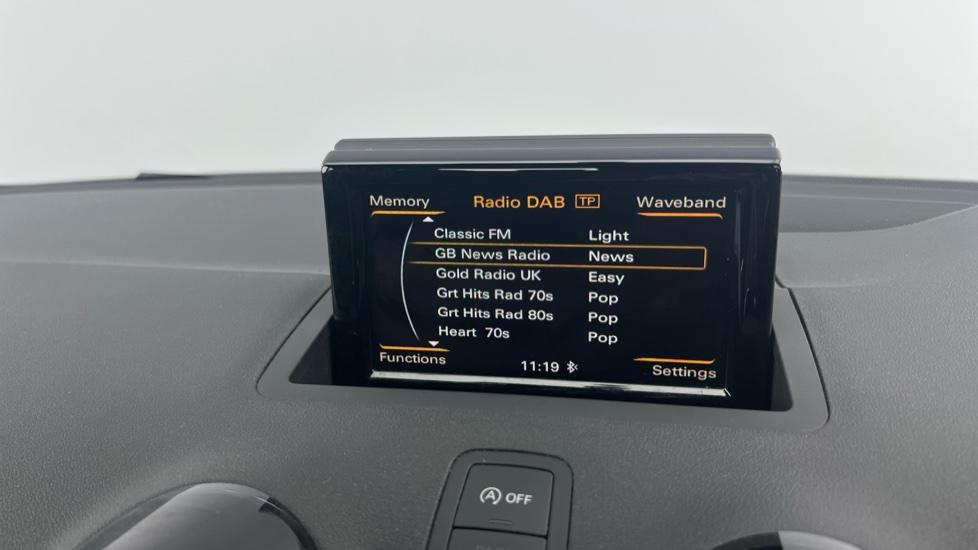 Memory Radio DAB TP Waveband
Classic FM Light
GB News Radio News
Gold Radio UK Easy
Grt Hits Rad 70s Pop
Grt Hits Rad 80s Pop
Heart 70s Pop
Functions 11:19 Settings
A OFF